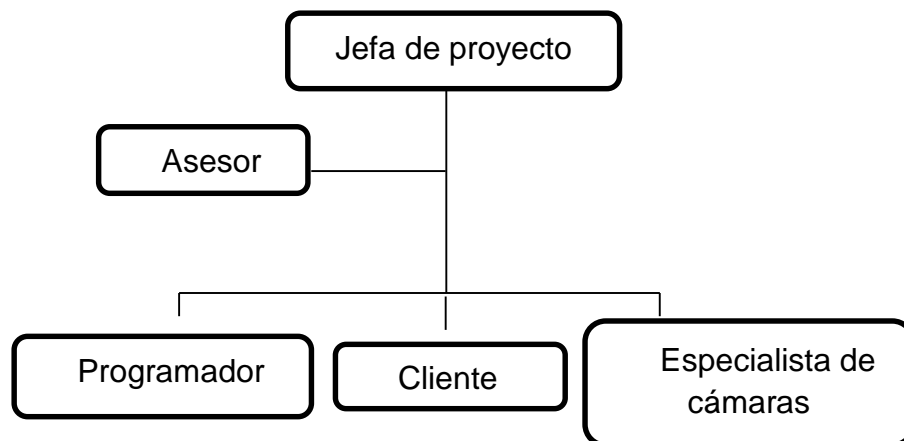 Jefa de proyecto
Asesor
Programador
Cliente
Especialista de
cámaras